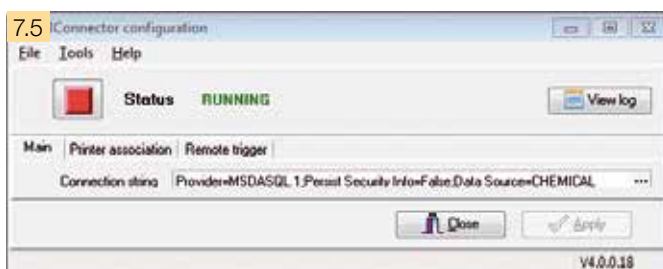 7.5 Connector configuration
File Tools Help
Status RUNNING View log
Main Printer association Remote trigger
Connection string Provider=MSDASQL.1;Persist Security Info=False;Data Source=CHEMICAL ...
Close Apply
V4.0.0.18